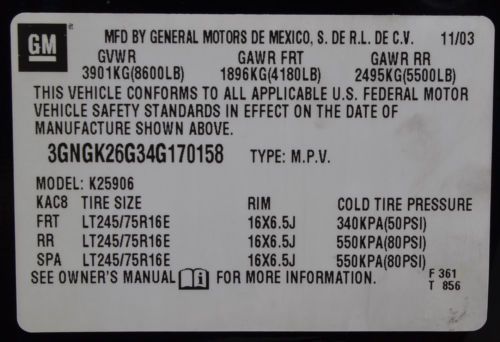 GM MFD BY GENERAL MOTORS DE MEXICO, S. DE R.L. DE C.V. 11/03
GVWR GAWR FRT GAWR RR
3901KG(8600LB) 1896KG(4180LB) 2495KG(5500LB)
THIS VEHICLE CONFORMS TO ALL APPLICABLE U.S. FEDERAL MOTOR
VEHICLE SAFETY STANDARDS IN EFFECT ON THE DATE OF
MANUFACTURE SHOWN ABOVE.
3GNGK26G34G170158 TYPE: M.P.V.
MODEL: K25906
KAC8 TIRE SIZE RIM COLD TIRE PRESSURE
FRT LT245/75R16E 16X6.5J 340KPA(50PSI)
RR LT245/75R16E 16X6.5J 550KPA(80PSI)
SPA LT245/75R16E 16X6.5J 550KPA(80PSI)
SEE OWNER'S MANUAL i FOR MORE INFORMATION. F 361
T 856